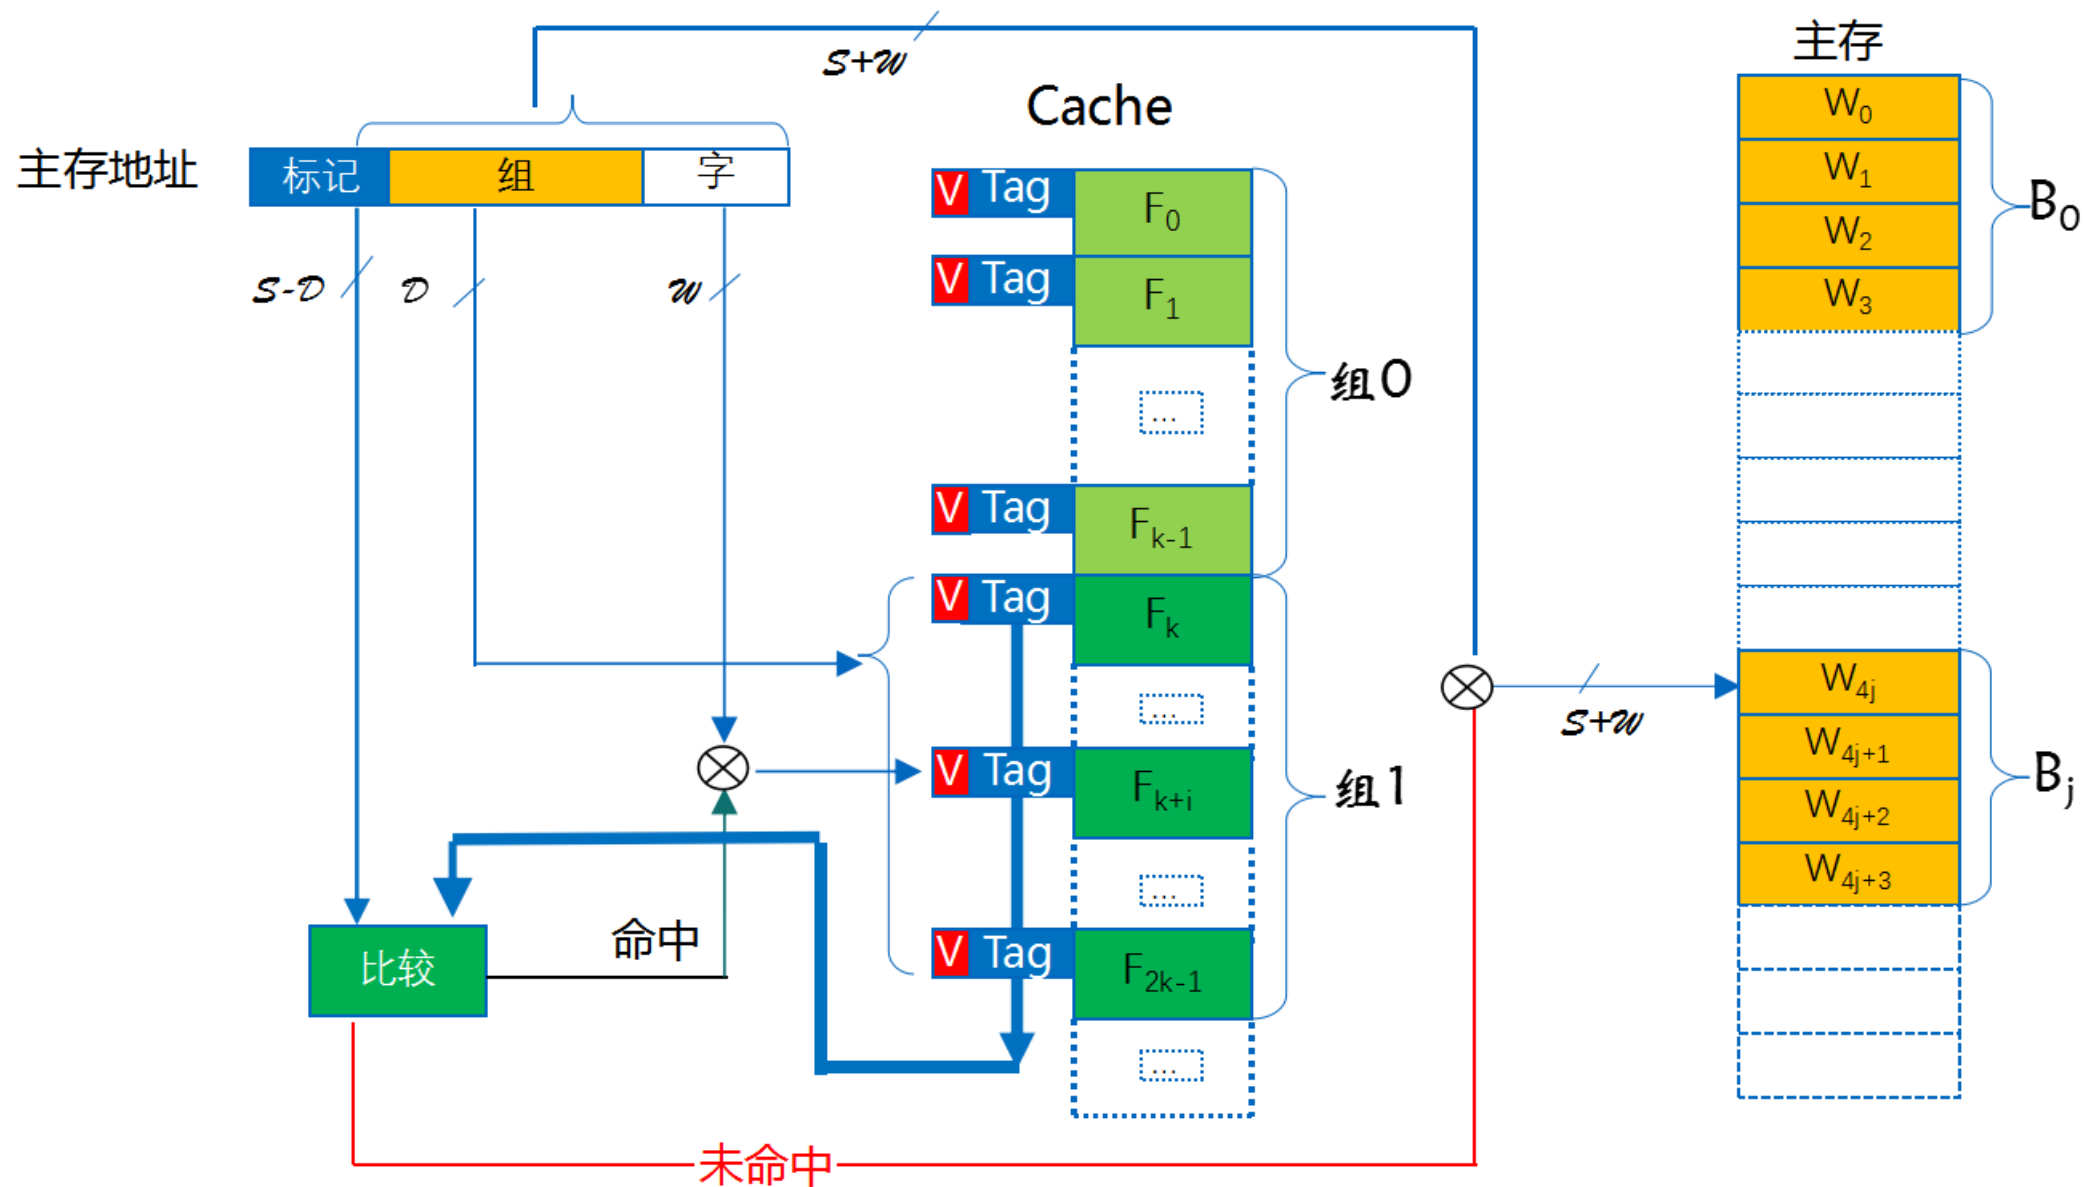 S+W
主存
Cache
主存地址
标记 组 字
S-D D W
V Tag F0
V Tag F1
...
组0
V Tag Fk-1
V Tag Fk
...
V Tag Fk+i
组1
...
V Tag F2k-1
...
比较
命中
未命中
S+W
W0
W1
W2
W3
B0
W4j
W4j+1
W4j+2
W4j+3
Bj